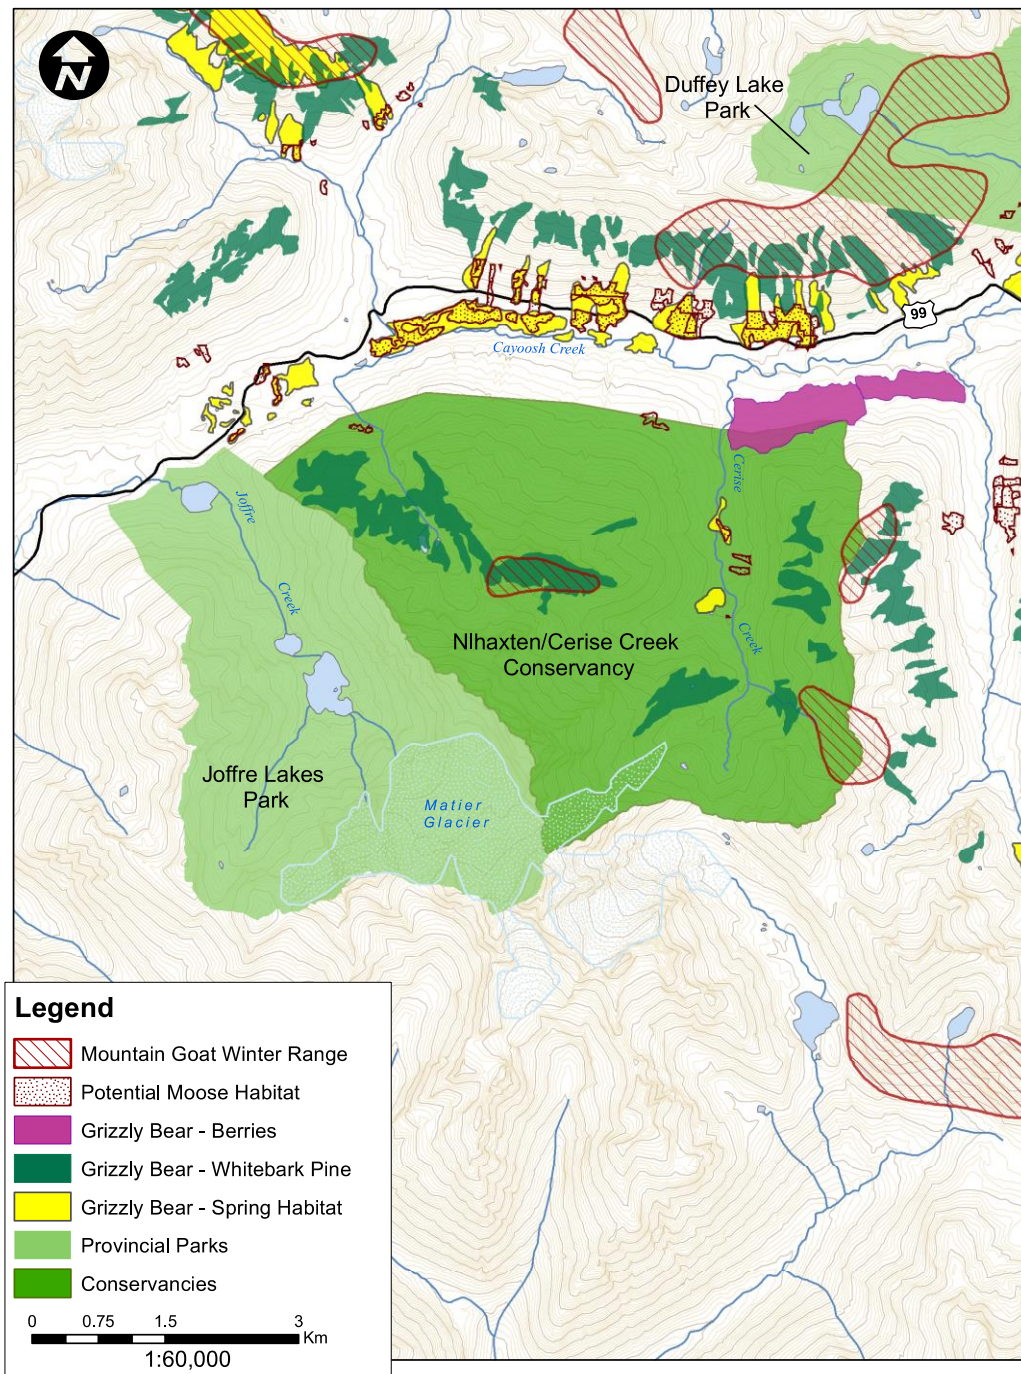 N
Duffey Lake
Park
99
Cayoosh Creek
Cerise
Joffre
Creek
Creek
Nlhaxten/Cerise Creek
Conservancy
Joffre Lakes
Park
Matier
Glacier
Legend
Mountain Goat Winter Range
Potential Moose Habitat
Grizzly Bear - Berries
Grizzly Bear - Whitebark Pine
Grizzly Bear - Spring Habitat
Provincial Parks
Conservancies
0 0.75 1.5 3
Km
1:60,000